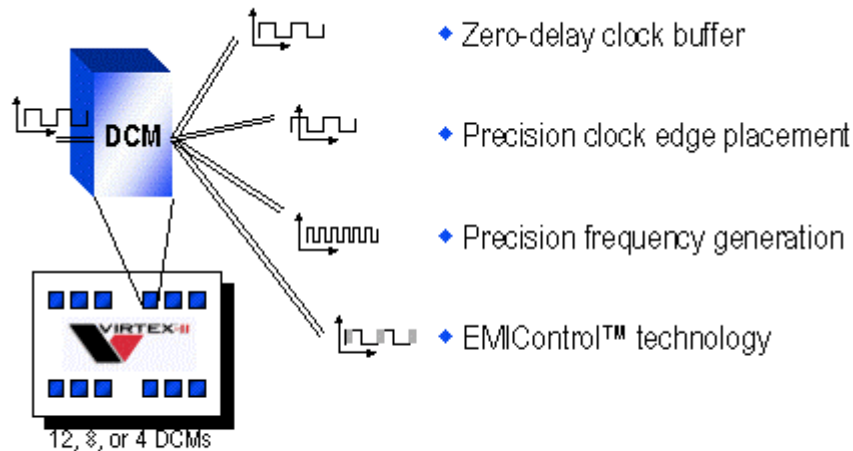 Zero-delay clock buffer
DCM
Precision clock edge placement
Precision frequency generation
VIRTEX-II
EMIControl™ technology
12, 8, or 4 DCMs